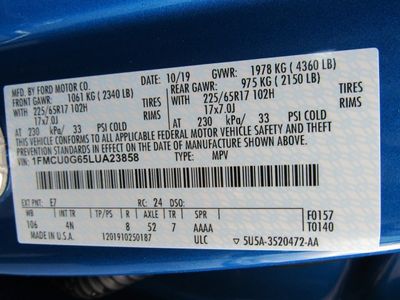 MFD. BY FORD MOTOR CO.
10/19 GVWR: 1978 KG (4360 LB)
FRONT GAWR: 1061 KG (2340 LB)
REAR GAWR: 975 KG (2150 LB)
WITH 225/65R17 102H TIRES
WITH 225/65R17 102H TIRES
17x7.0J RIMS
17x7.0J RIMS
AT 230 kPa/ 33 PSI COLD
AT 230 kPa/ 33 PSI COLD
THIS VEHICLE CONFORMS TO ALL APPLICABLE FEDERAL MOTOR VEHICLE
SAFETY AND THEFT PREVENTION STANDARDS IN EFFECT ON THE DATE OF MANUFACTURE SHOWN ABOVE.
VIN: 1FMCU0G65LUA23858
TYPE: MPV
EXT PNT: E7 RC: 24 DSO:
WB INT TR TP/PS R AXLE TR SPR F0157
106 4N 8 52 7 AAAA T0140
MADE IN U.S.A. 1201910250187 ULC 5U5A-3520472-AA